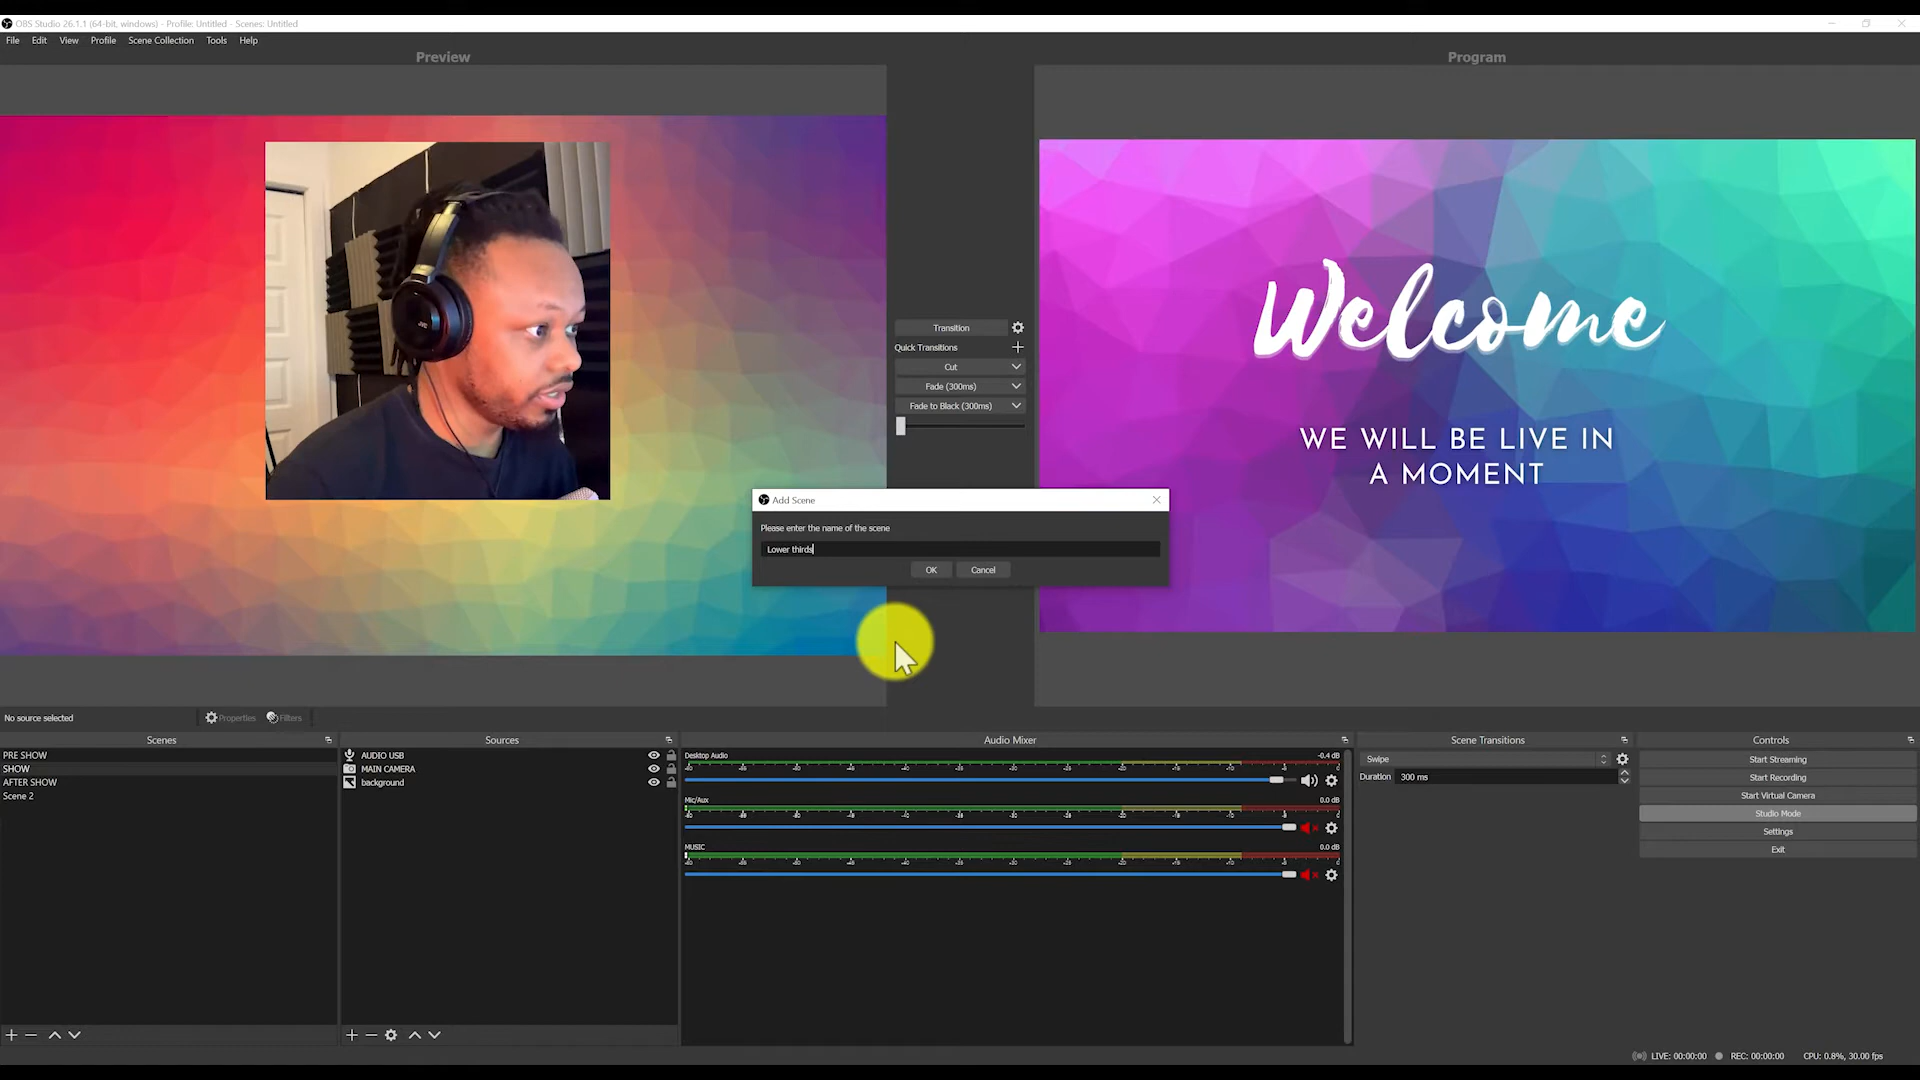 OBS Studio 26.1.1 (64-bit, windows) - Profile: Untitled - Scenes: Untitled
File Edit View Profile Scene Collection Tools Help
Preview
Program
Welcome
WE WILL BE LIVE IN
A MOMENT
Transition
Quick Transitions
Cut
Fade (300ms)
Fade to Black (300ms)
Add Scene
Please enter the name of the scene
Lower thirds
OK Cancel
No source selected
Properties Filters
Scenes
PRE SHOW
SHOW
AFTER SHOW
Scene 2
Sources
AUDIO USB
MAIN CAMERA
background
Audio Mixer
Desktop Audio -0.4 dB
Mic/Aux 0.0 dB
MUSIC 0.0 dB
Scene Transitions
Swipe
Duration 300 ms
Controls
Start Streaming
Start Recording
Start Virtual Camera
Studio Mode
Settings
Exit
LIVE: 00:00:00 REC: 00:00:00 CPU: 0.8%, 30.00 fps